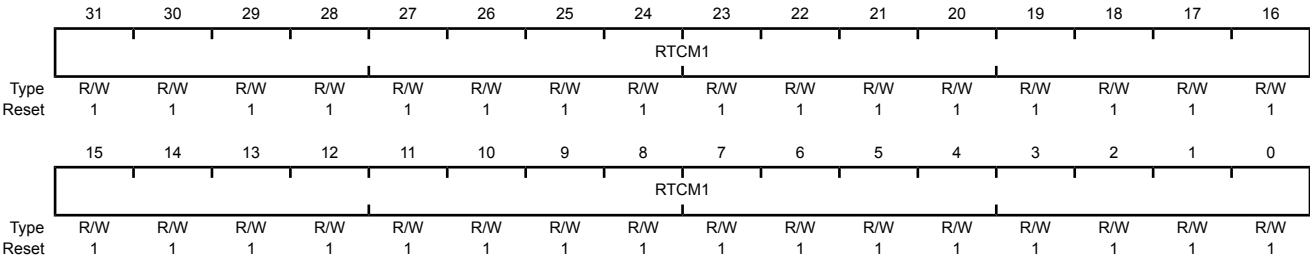 31 30 29 28 27 26 25 24 23 22 21 20 19 18 17 16
RTCM1
Type R/W R/W R/W R/W R/W R/W R/W R/W R/W R/W R/W R/W R/W R/W R/W R/W
Reset 1 1 1 1 1 1 1 1 1 1 1 1 1 1 1 1
15 14 13 12 11 10 9 8 7 6 5 4 3 2 1 0
RTCM1
Type R/W R/W R/W R/W R/W R/W R/W R/W R/W R/W R/W R/W R/W R/W R/W R/W
Reset 1 1 1 1 1 1 1 1 1 1 1 1 1 1 1 1